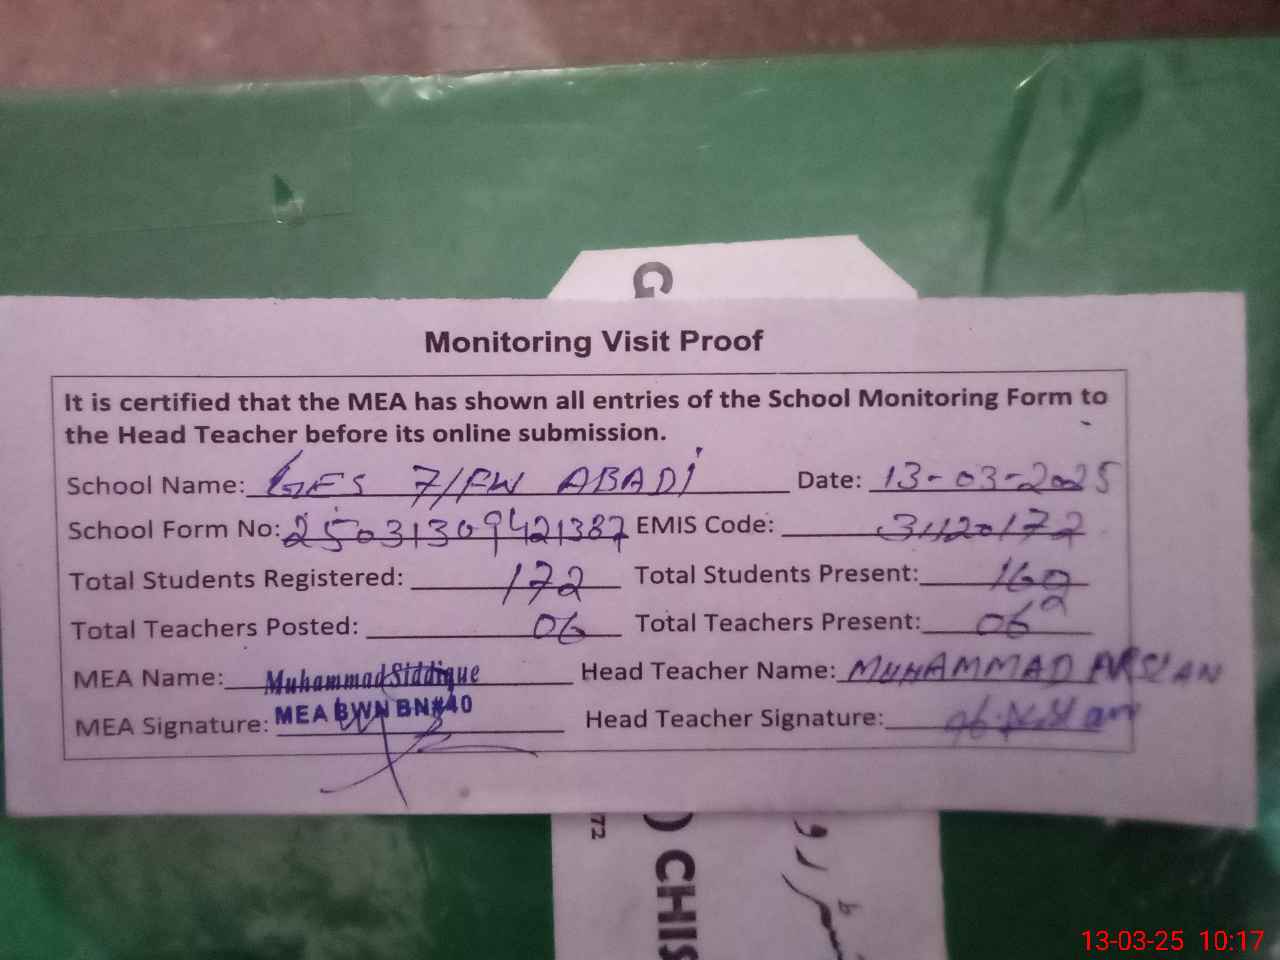 G
Monitoring Visit Proof
It is certified that the MEA has shown all entries of the School Monitoring Form to
the Head Teacher before its online submission.
School Name: GES 7/FW ABADI Date: 13-03-2025
School Form No: 25031309421387 EMIS Code: 31120172
Total Students Registered: 172 Total Students Present: 160
Total Teachers Posted: 06 Total Teachers Present: 06
MEA Name: Muhammad Siddique Head Teacher Name: MUHAMMAD ARSLAN
MEA Signature: MEA BWN BN#40 Head Teacher Signature:
72
) CHIS
13-03-25 10:17